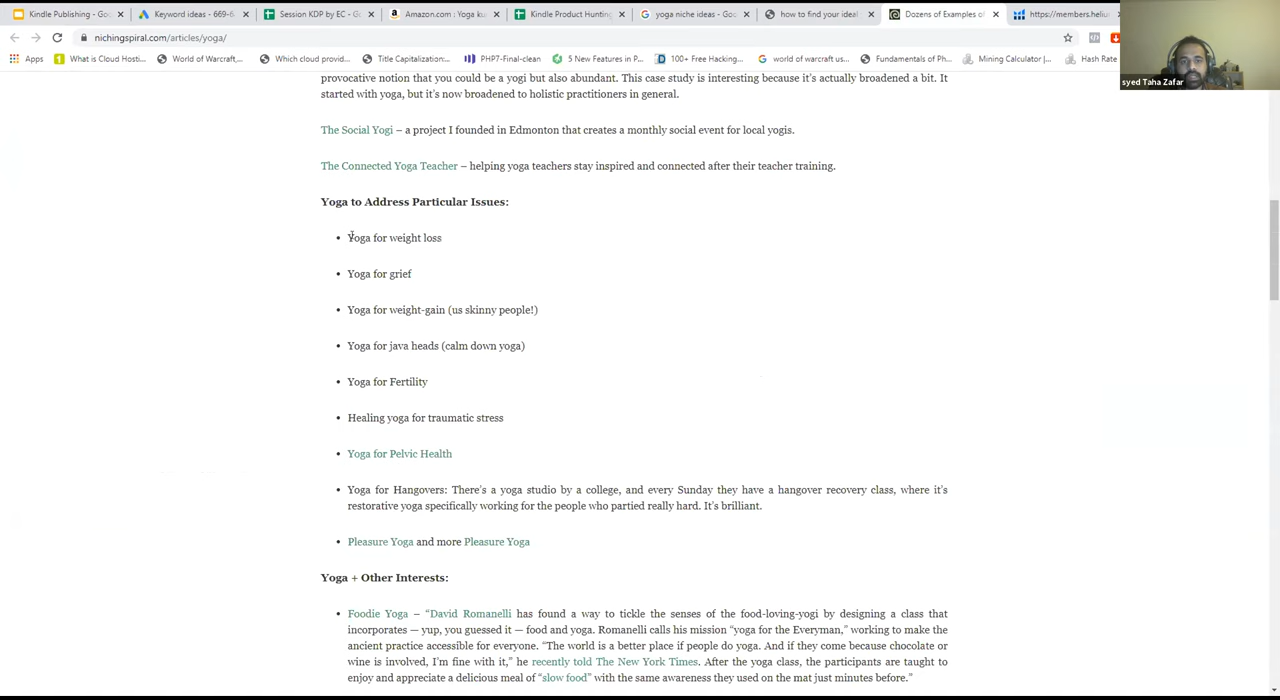 Kindle Publishing - G
Keyword ideas - 669-6
Session KDP by EC - G
Amazon.com : Yoga ku
Kindle Product Huntin
yoga niche ideas - Go
how to find your ideal
Dozens of Examples o
https://members.heliu
nichingspiral.com/articles/yoga/
Apps
What is Cloud Hosti...
World of Warcraft,...
Which cloud provid...
Title Capitalization:...
PHP7-Final-clean
5 New Features in P...
100+ Free Hacking...
world of warcraft us...
Fundamentals of Ph...
Mining Calculator |...
Hash Rate
syed Taha Zafar
provocative notion that you could be a yogi but also abundant. This case study is interesting because it's actually broadened a bit. It
started with yoga, but it's now broadened to holistic practitioners in general.
The Social Yogi – a project I founded in Edmonton that creates a monthly social event for local yogis.
The Connected Yoga Teacher – helping yoga teachers stay inspired and connected after their teacher training.
Yoga to Address Particular Issues:
• Yoga for weight loss
• Yoga for grief
• Yoga for weight-gain (us skinny people!)
• Yoga for java heads (calm down yoga)
• Yoga for Fertility
• Healing yoga for traumatic stress
• Yoga for Pelvic Health
• Yoga for Hangovers: There's a yoga studio by a college, and every Sunday they have a hangover recovery class, where it's
restorative yoga specifically working for the people who partied really hard. It's brilliant.
• Pleasure Yoga and more Pleasure Yoga
Yoga + Other Interests:
• Foodie Yoga – "David Romanelli has found a way to tickle the senses of the food-loving-yogi by designing a class that
incorporates — yup, you guessed it — food and yoga. Romanelli calls his mission "yoga for the Everyman," working to make the
ancient practice accessible for everyone. "The world is a better place if people do yoga. And if they come because chocolate or
wine is involved, I'm fine with it," he recently told The New York Times. After the yoga class, the participants are taught to
enjoy and appreciate a delicious meal of "slow food" with the same awareness they used on the mat just minutes before."